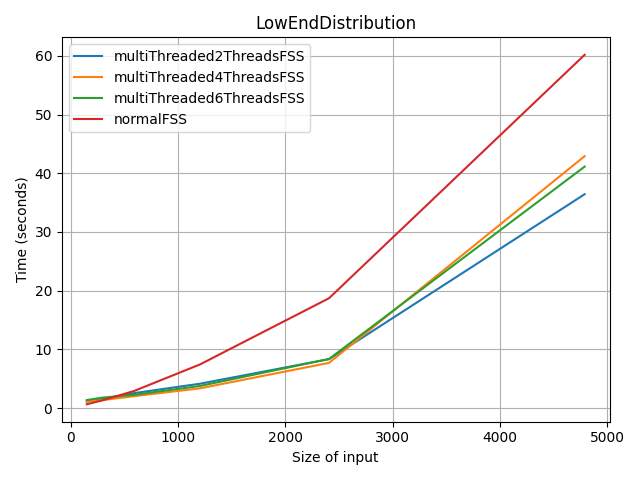 LowEndDistribution
multiThreaded2ThreadsFSS
multiThreaded4ThreadsFSS
multiThreaded6ThreadsFSS
normalFSS
Time (seconds)
60
50
40
30
20
10
0
0 1000 2000 3000 4000 5000
Size of input